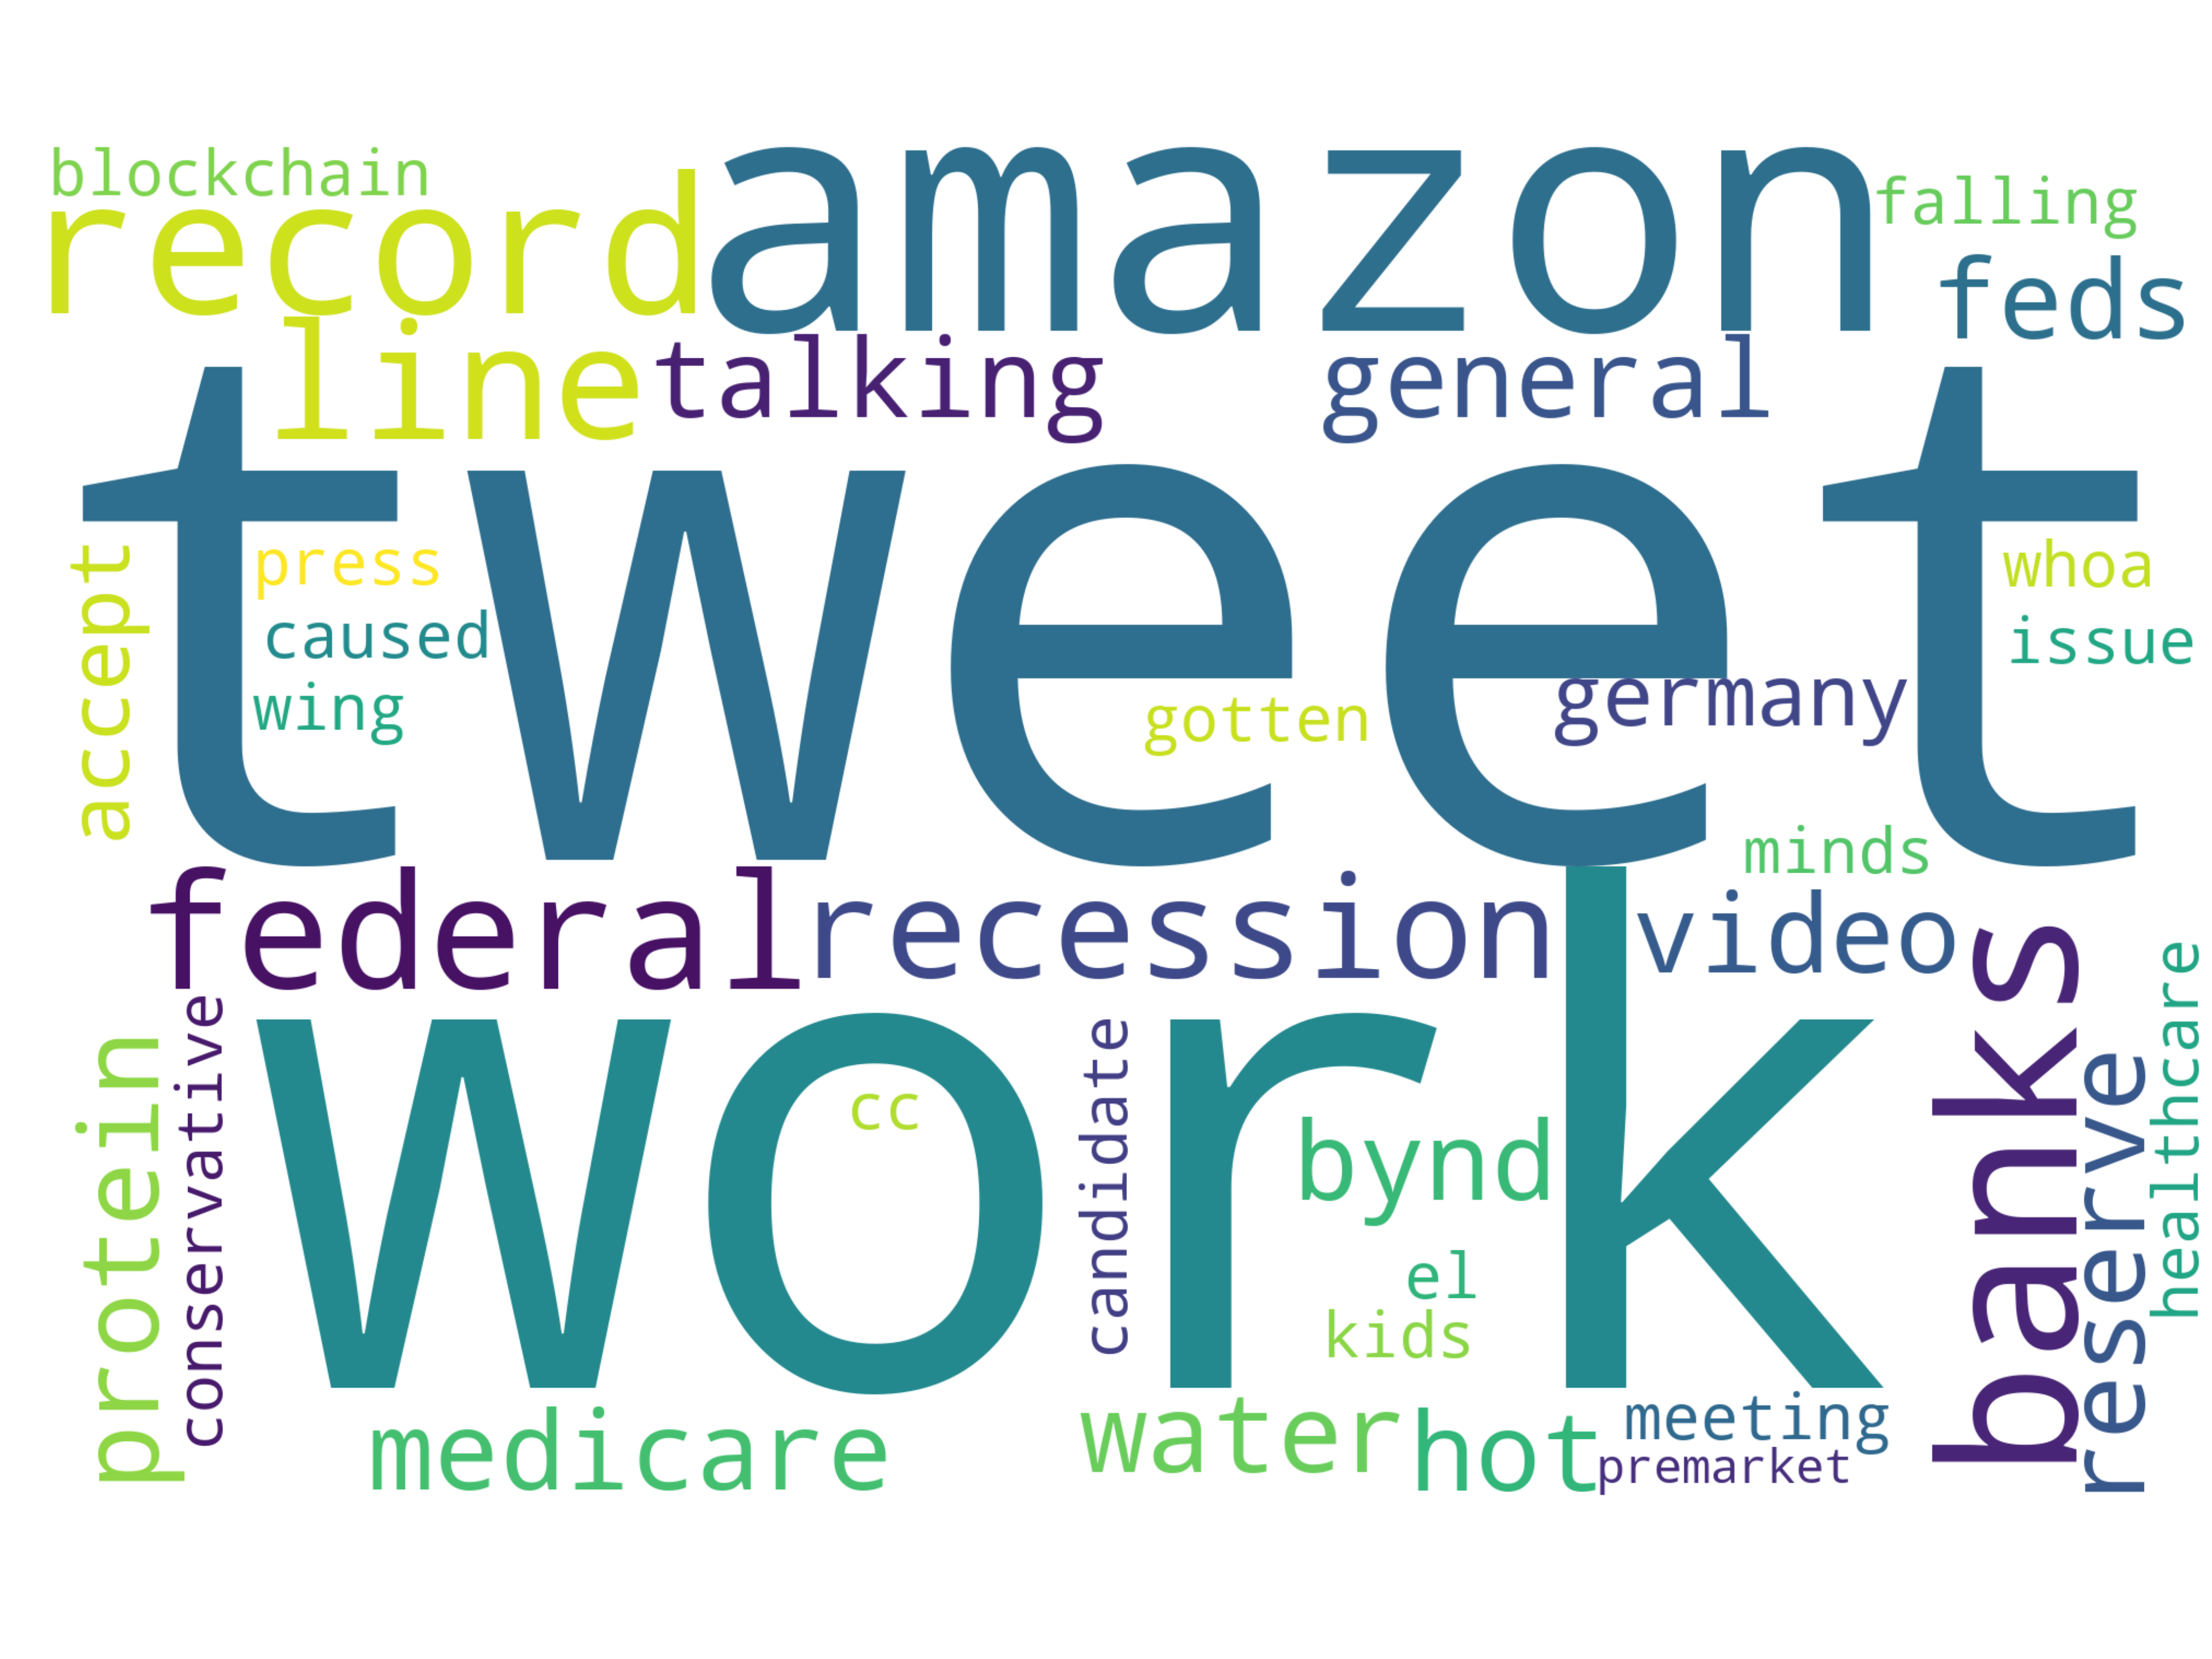 blockchain
record
amazon
falling
feds
line
talking
general
tweet
accept
press
caused
wing
gotten
germany
whoa
issue
minds
federal
recession
video
banks
reserve
healthcare
protein
conservative
work
cc
candidate
bynd
el
kids
medicare
water
hot
meeting
premarket